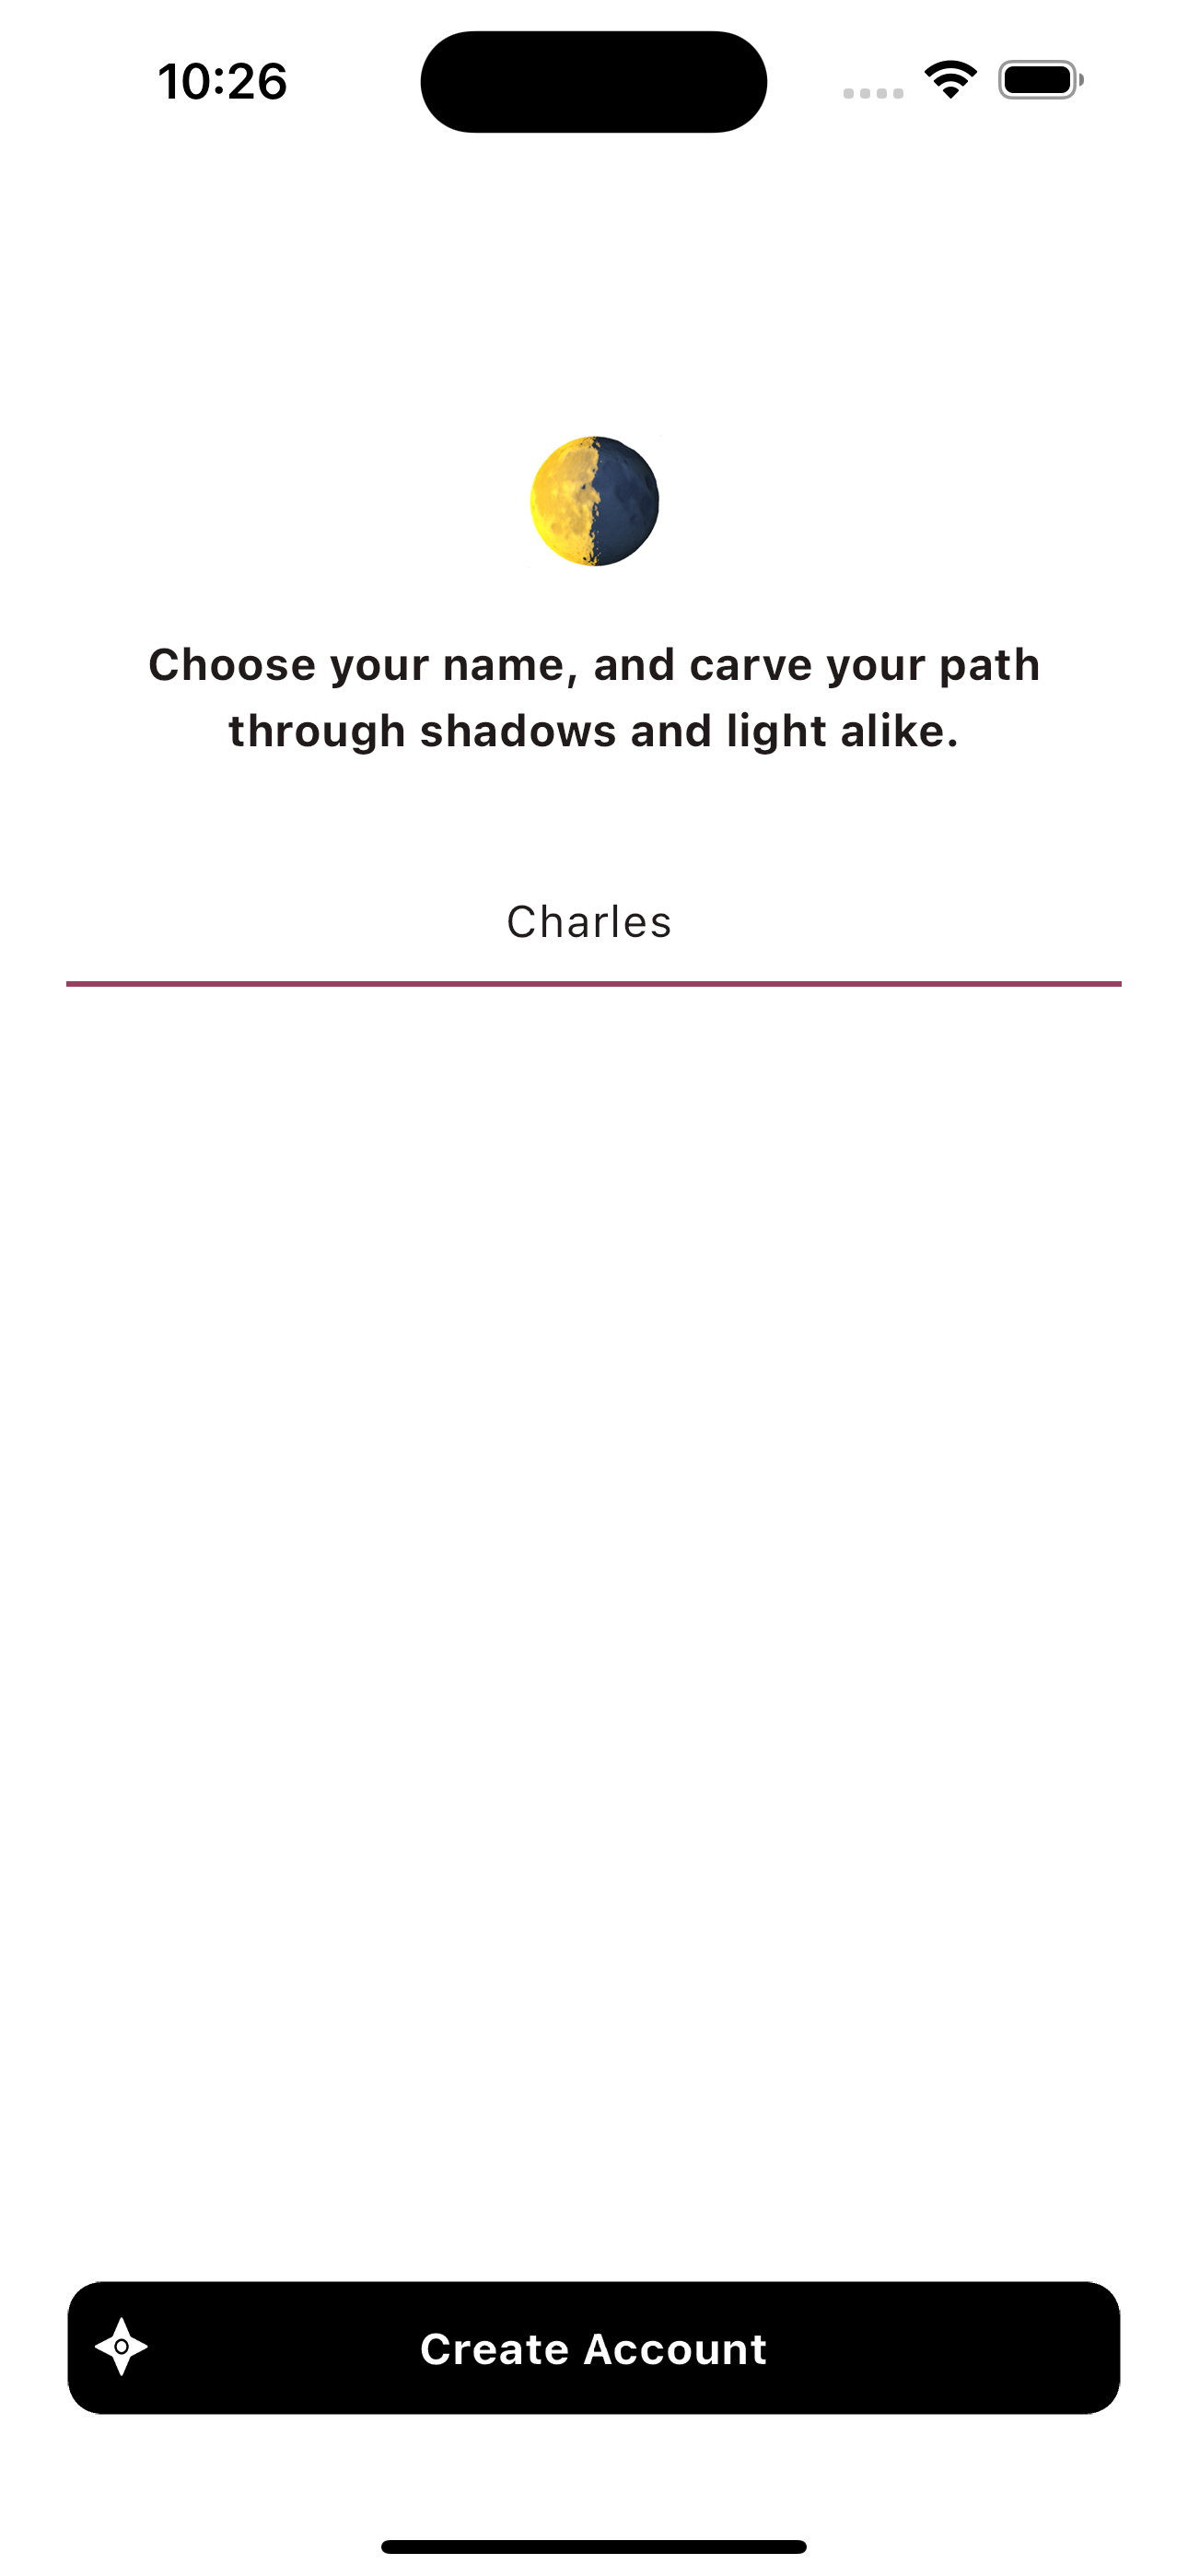 10:26
Choose your name, and carve your path
through shadows and light alike.
Charles
Create Account